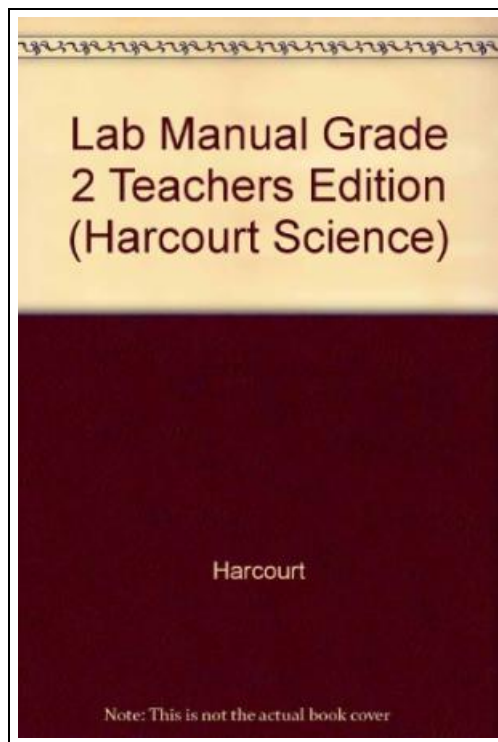 Lab Manual Grade
2 Teachers Edition
(Harcourt Science)
Harcourt
Note: This is not the actual book cover